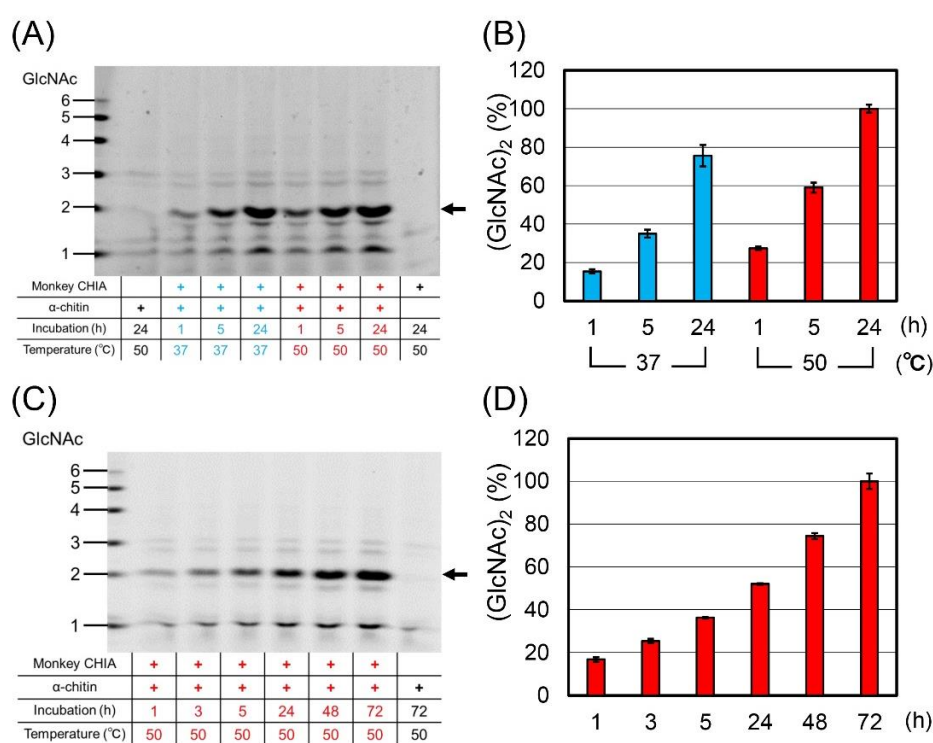 (A)
GlcNAc
6
5
4
3
2
1
Monkey CHIA + + + + + + +
α-chitin + + + + + + +
Incubation (h) 24 1 5 24 1 5 24 24
Temperature (℃) 50 37 37 37 50 50 50 50
(B)
(GlcNAc)2 (%)
120
100
80
60
40
20
0
1 5 24 1 5 24 (h)
37 50 (℃)
(C)
GlcNAc
6
5
4
3
2
1
Monkey CHIA + + + + + +
α-chitin + + + + + + +
Incubation (h) 1 3 5 24 48 72 72
Temperature (℃) 50 50 50 50 50 50 50
(D)
(GlcNAc)2 (%)
120
100
80
60
40
20
0
1 3 5 24 48 72 (h)